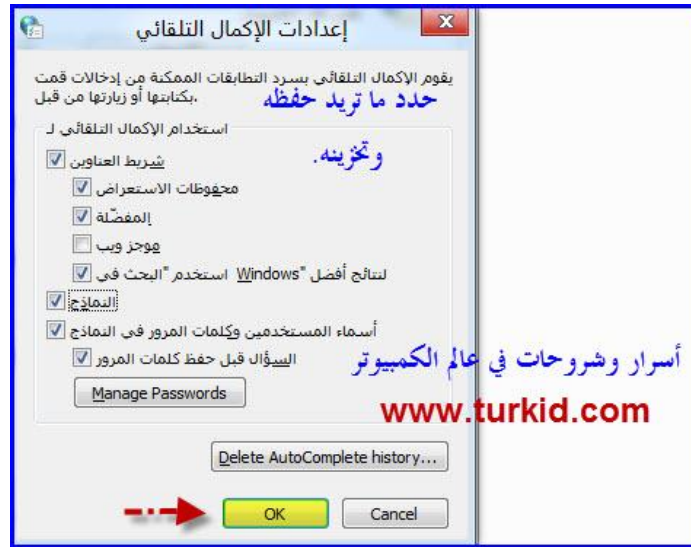 إعدادات الإكمال التلقائي
يقوم الإكمال التلقائي بسرد التطابقات الممكنة من إدخالات قمت
بكتابتها أو زيارتها من قبل.
حدد ما تريد حفظه
وتخزينه.
استخدام الإكمال التلقائي لـ
شريط العناوين
محفوظات الاستعراض
المفضّلة
موجز ويب
لنتائج أفضل "Windows استخدم "البحث في
النماذج
أسماء المستخدمين وكلمات المرور في النماذج
السؤال قبل حفظ كلمات المرور
أسرار وشروحات في عالم الكمبيوتر
Manage Passwords
www.turkid.com
Delete AutoComplete history...
OK
Cancel